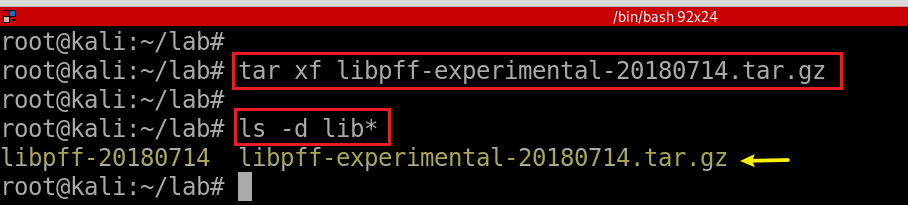 /bin/bash 92x24
root@kali:~/lab#
root@kali:~/lab# tar xf libpff-experimental-20180714.tar.gz
root@kali:~/lab#
root@kali:~/lab# ls -d lib*
libpff-20180714  libpff-experimental-20180714.tar.gz
root@kali:~/lab#